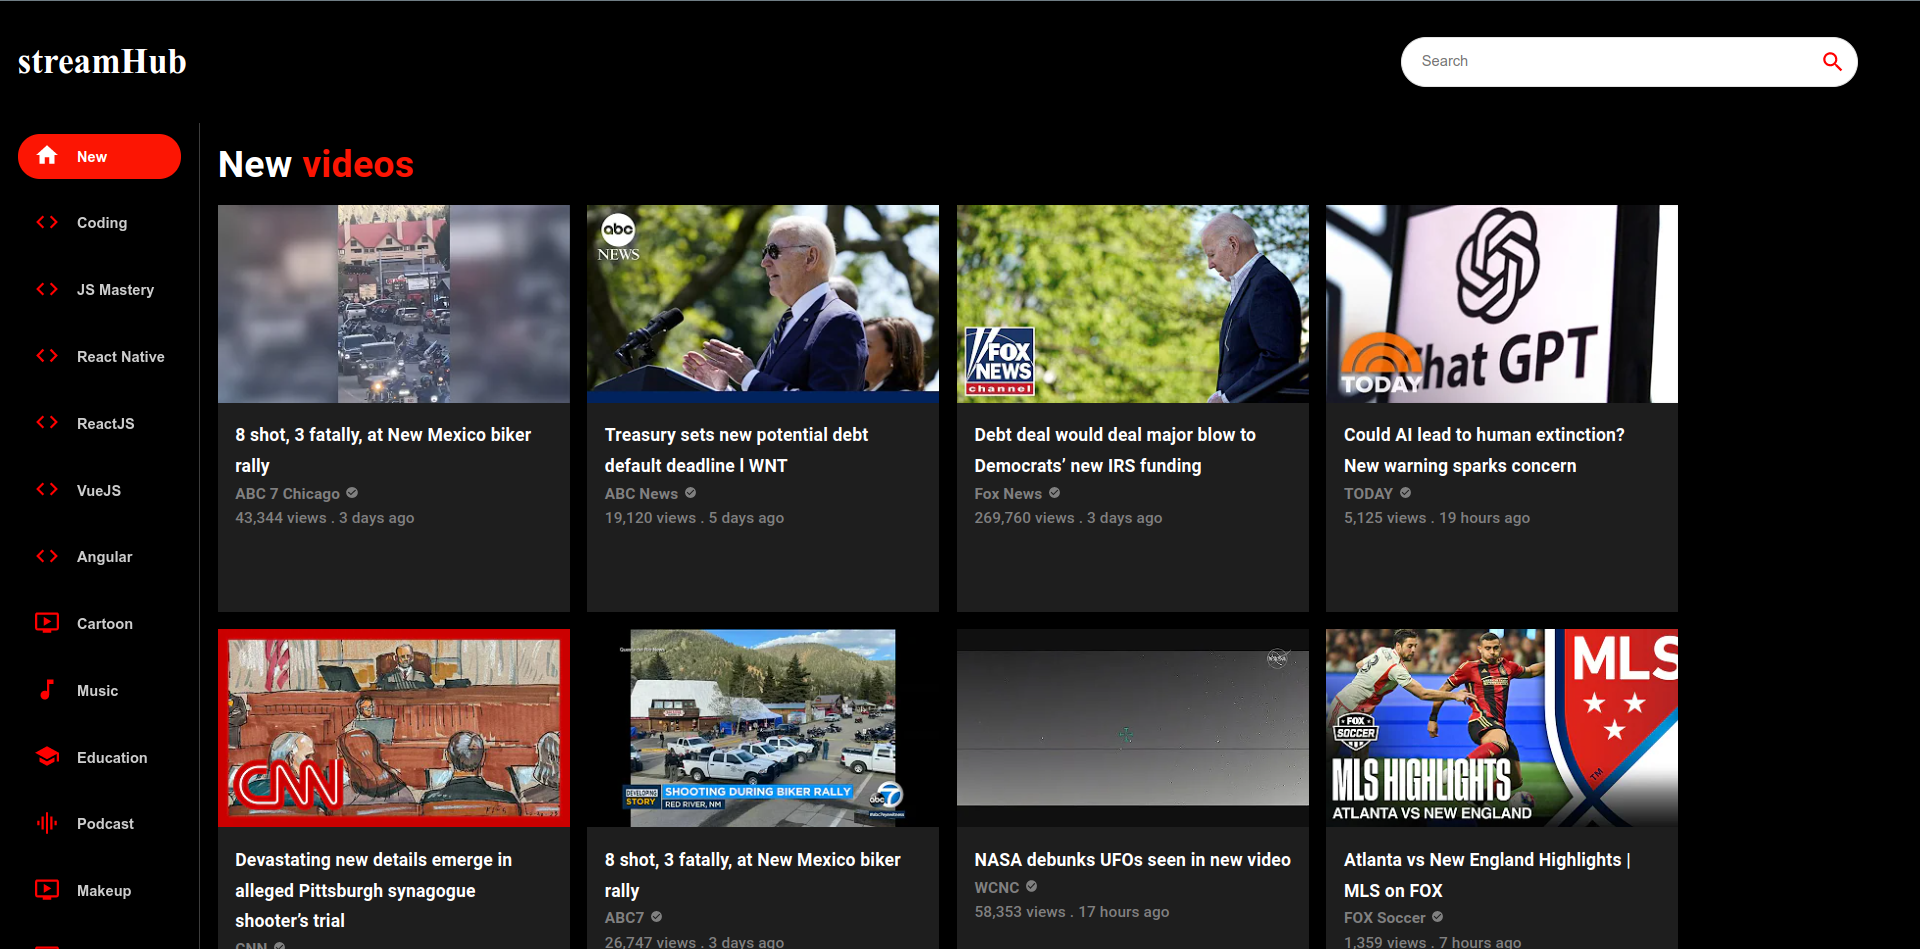 streamHub
Search
New
Coding
JS Mastery
React Native
ReactJS
VueJS
Angular
Cartoon
Music
Education
Podcast
Makeup
New videos
abc
NEWS
FOX
NEWS
channel
TODAY
Chat GPT
8 shot, 3 fatally, at New Mexico biker
rally
ABC 7 Chicago
43,344 views . 3 days ago
Treasury sets new potential debt
default deadline l WNT
ABC News
19,120 views . 5 days ago
Debt deal would deal major blow to
Democrats’ new IRS funding
Fox News
269,760 views . 3 days ago
Could AI lead to human extinction?
New warning sparks concern
TODAY
5,125 views . 19 hours ago
CNN
DEVELOPING
STORY
SHOOTING DURING BIKER RALLY
RED RIVER, NM
abc 7
NASA
MLS
TM
FOX
SOCCER
MLS HIGHLIGHTS
ATLANTA VS NEW ENGLAND
Devastating new details emerge in
alleged Pittsburgh synagogue
shooter’s trial
CNN
8 shot, 3 fatally, at New Mexico biker
rally
ABC7
26,747 views . 3 days ago
NASA debunks UFOs seen in new video
WCNC
58,353 views . 17 hours ago
Atlanta vs New England Highlights |
MLS on FOX
FOX Soccer
1,359 views . 7 hours ago